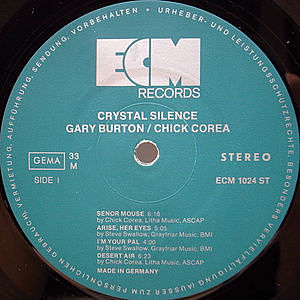 ECM
RECORDS
CRYSTAL SILENCE
GARY BURTON / CHICK COREA
GEMA 33
M
SIDE I
STEREO
ECM 1024 ST
SENOR MOUSE 6:16
by Chick Corea, Litha Music, ASCAP
ARISE, HER EYES 5:05
by Steve Swallow, Grayfriar Music, BMI
I'M YOUR PAL 4:00
by Steve Swallow, Grayfriar Music, BMI
DESERT AIR 6:23
by Chick Corea, Litha Music, ASCAP
MADE IN GERMANY
SENDUNG, VORBEHALTEN • URHEBER- UND LEISTUNGSSCHUTZRECHTE, BESONDERS VERVIELFÄLTIGUNG AUSSER ZUM PERSÖNLICHEN GEBRAUCH, VERMIETUNG, AUFFÜHRUNG,